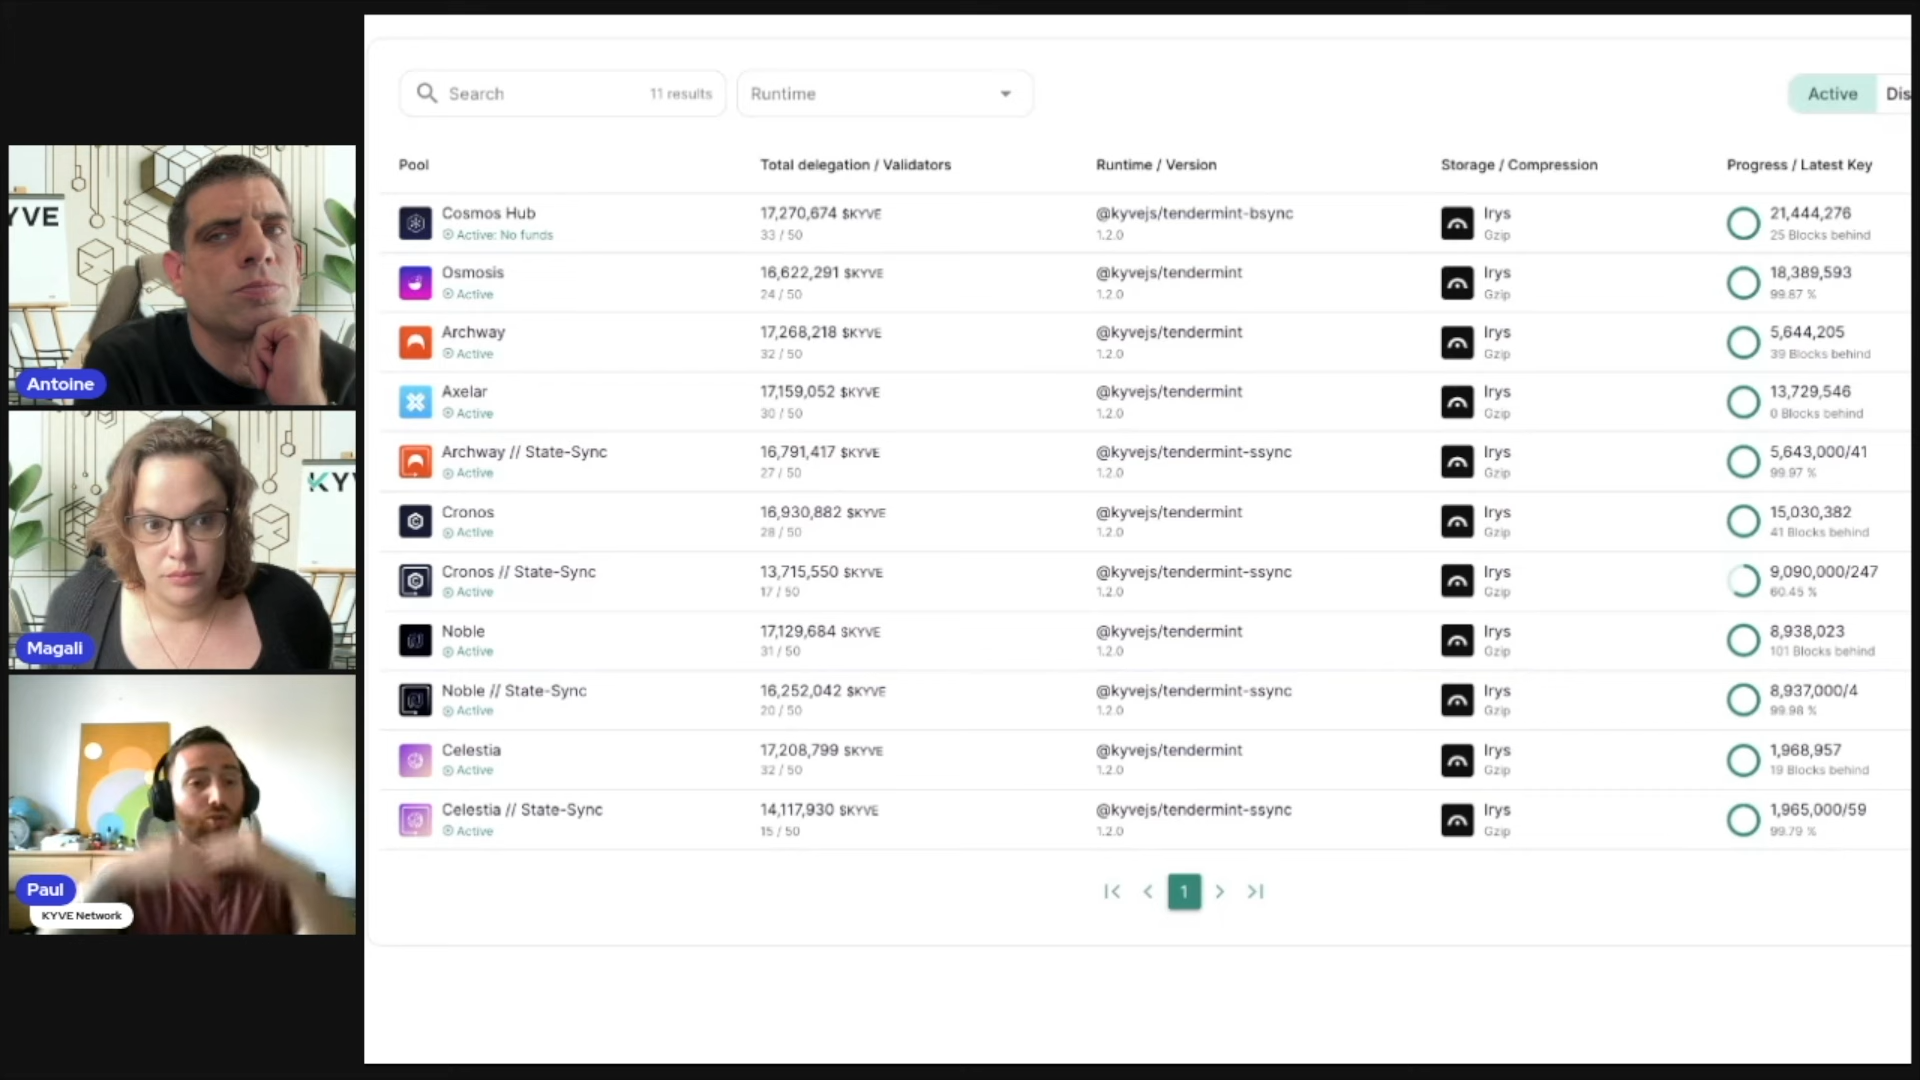 YVE
Antoine
KYV
Magali
Paul
KYVE Network
Search
11 results
Runtime
Active
Dis
Pool
Total delegation / Validators
Runtime / Version
Storage / Compression
Progress / Latest Key
Cosmos Hub
Active: No funds
17,270,674 $KYVE
33 / 50
@kyvejs/tendermint-bsync
1.2.0
Irys
Gzip
21,444,276
25 Blocks behind
Osmosis
Active
16,622,291 $KYVE
24 / 50
@kyvejs/tendermint
1.2.0
Irys
Gzip
18,389,593
99.87 %
Archway
Active
17,268,218 $KYVE
32 / 50
@kyvejs/tendermint
1.2.0
Irys
Gzip
5,644,205
39 Blocks behind
Axelar
Active
17,159,052 $KYVE
30 / 50
@kyvejs/tendermint
1.2.0
Irys
Gzip
13,729,546
0 Blocks behind
Archway // State-Sync
Active
16,791,417 $KYVE
27 / 50
@kyvejs/tendermint-ssync
1.2.0
Irys
Gzip
5,643,000/41
99.97 %
Cronos
Active
16,930,882 $KYVE
28 / 50
@kyvejs/tendermint
1.2.0
Irys
Gzip
15,030,382
41 Blocks behind
Cronos // State-Sync
Active
13,715,550 $KYVE
17 / 50
@kyvejs/tendermint-ssync
1.2.0
Irys
Gzip
9,090,000/247
60.45 %
Noble
Active
17,129,684 $KYVE
31 / 50
@kyvejs/tendermint
1.2.0
Irys
Gzip
8,938,023
101 Blocks behind
Noble // State-Sync
Active
16,252,042 $KYVE
20 / 50
@kyvejs/tendermint-ssync
1.2.0
Irys
Gzip
8,937,000/4
99.98 %
Celestia
Active
17,208,799 $KYVE
32 / 50
@kyvejs/tendermint
1.2.0
Irys
Gzip
1,968,957
19 Blocks behind
Celestia // State-Sync
Active
14,117,930 $KYVE
15 / 50
@kyvejs/tendermint-ssync
1.2.0
Irys
Gzip
1,965,000/59
99.79 %
1